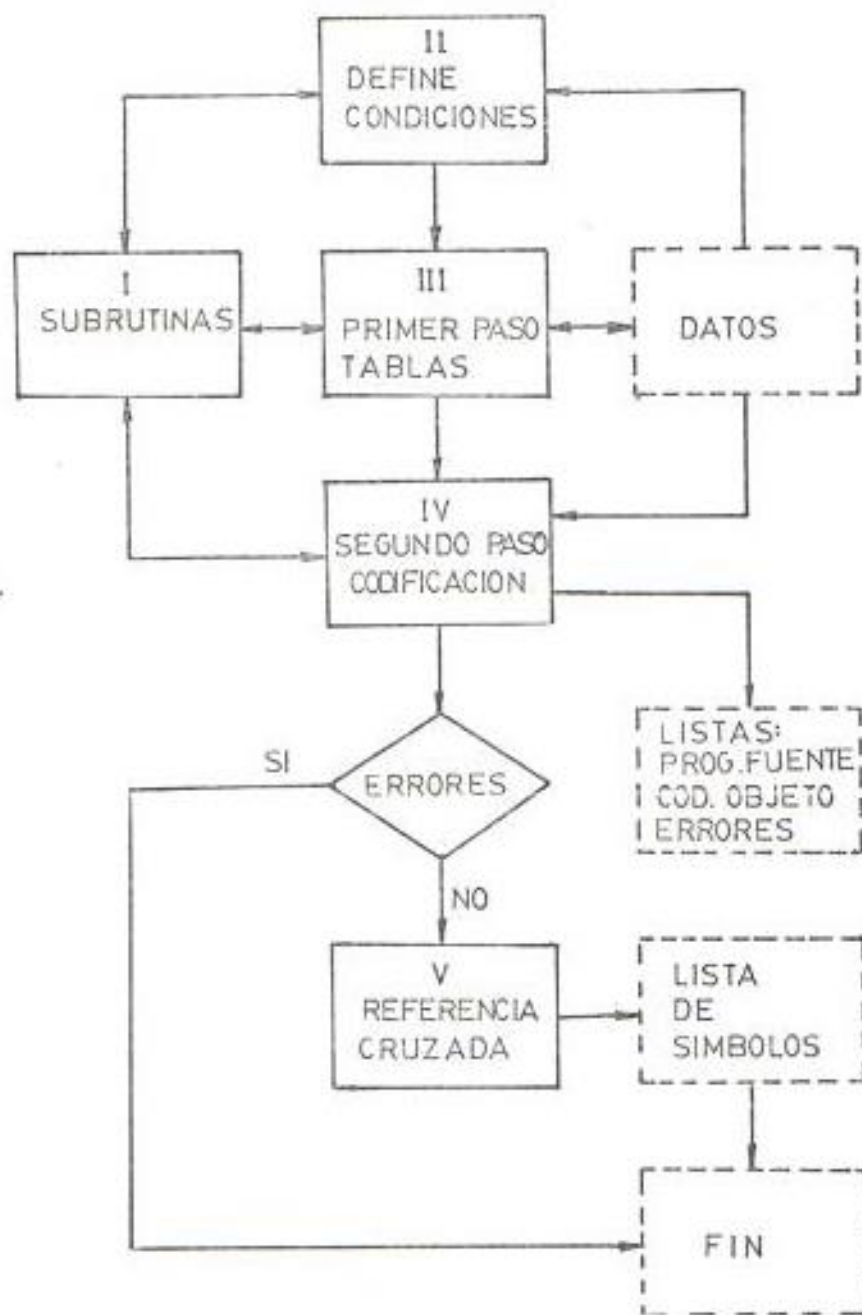 II
DEFINE
CONDICIONES
I
SUBRUTINAS
III
PRIMER PASO
TABLAS
DATOS
IV
SEGUNDO PASO
CODIFICACION
ERRORES
SI
NO
LISTAS:
PROG.FUENTE
COD. OBJETO
ERRORES
V
REFERENCIA
CRUZADA
LISTA
DE
SIMBOLOS
FIN